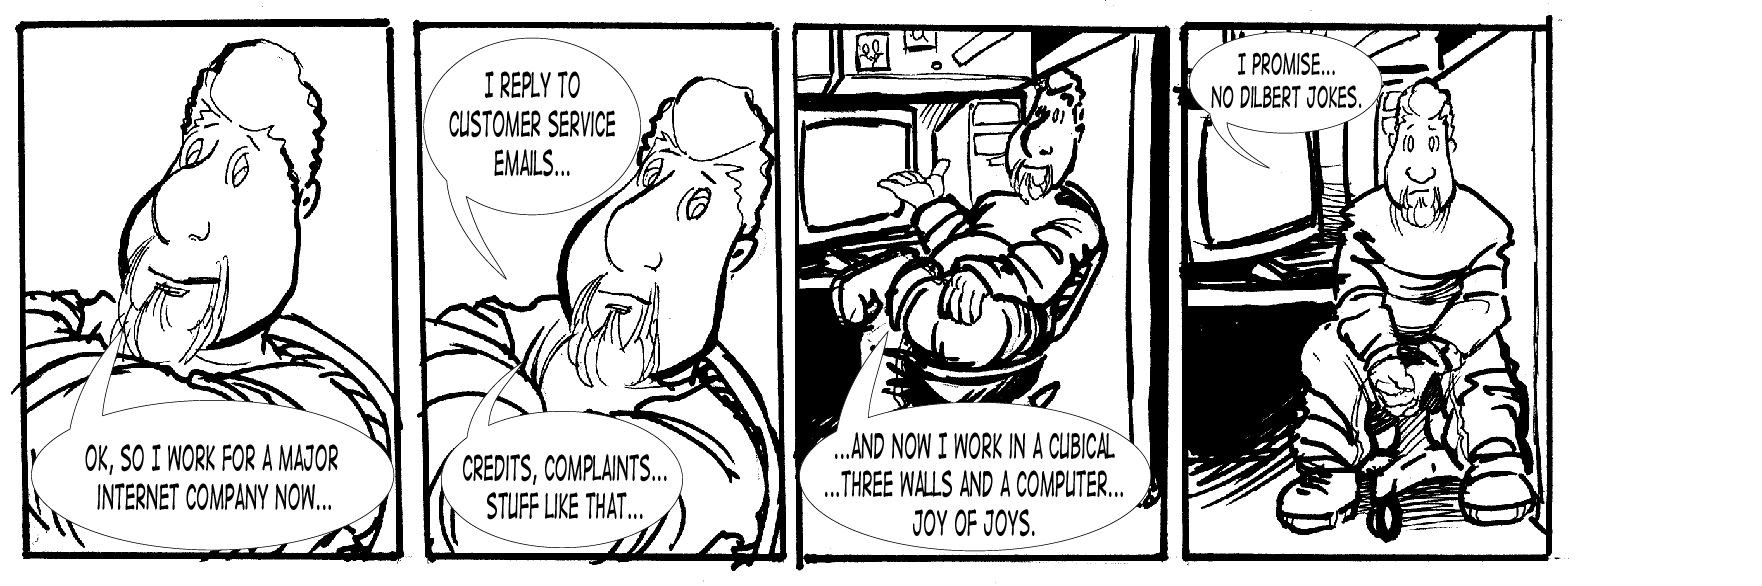 OK, SO I WORK FOR A MAJOR
INTERNET COMPANY NOW...
I REPLY TO
CUSTOMER SERVICE
EMAILS...
CREDITS, COMPLAINTS...
STUFF LIKE THAT...
...AND NOW I WORK IN A CUBICAL
...THREE WALLS AND A COMPUTER...
JOY OF JOYS.
I PROMISE...
NO DILBERT JOKES.